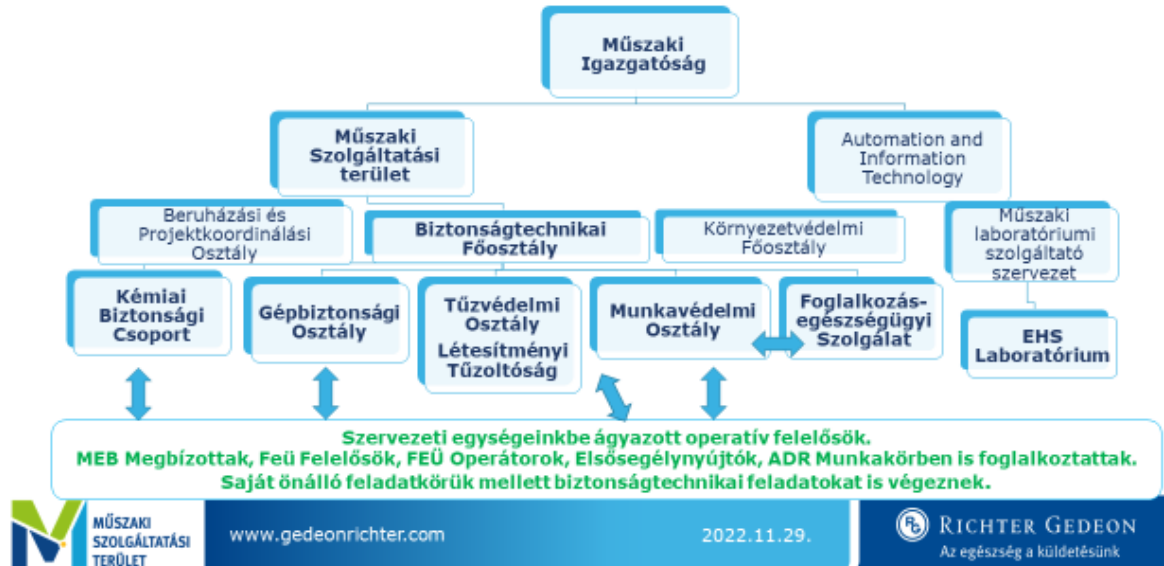 Műszaki
Igazgatóság
Műszaki
Szolgáltatási
terület
Automation and
Information
Technology
Beruházási és
Projektkoordinálási
Osztály
Biztonságtechnikai
Főosztály
Környezetvédelmi
Főosztály
Műszaki
laboratóriumi
szolgáltató
szervezet
Kémiai
Biztonsági
Csoport
Gépbiztonsági
Osztály
Tűzvédelmi
Osztály
Létesítményi
Tűzoltóság
Munkavédelmi
Osztály
Foglalkozás-
egészségügyi
Szolgálat
EHS
Laboratórium
Szervezeti egységeinkbe ágyazott operatív felelősök.
MEB Megbízottak, Feü Felelősök, FEÜ Operátorok, Elsősegélynyújtók, ADR Munkakörben is foglalkoztattak.
Saját önálló feladatkörük mellett biztonságtechnikai feladatokat is végeznek.
MŰSZAKI
SZOLGÁLTATÁSI
TERÜLET
www.gedeonrichter.com
2022.11.29.
RG RICHTER GEDEON
Az egészség a küldetésünk